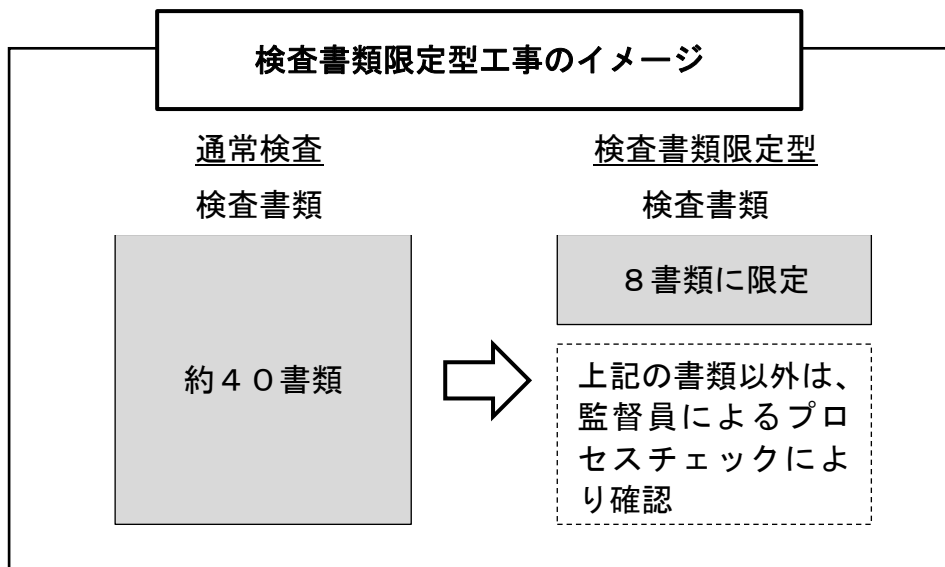 検査書類限定型工事のイメージ
通常検査
検査書類
約４０書類
検査書類限定型
検査書類
８書類に限定
上記の書類以外は、
監督員によるプロ
セスチェックによ
り確認